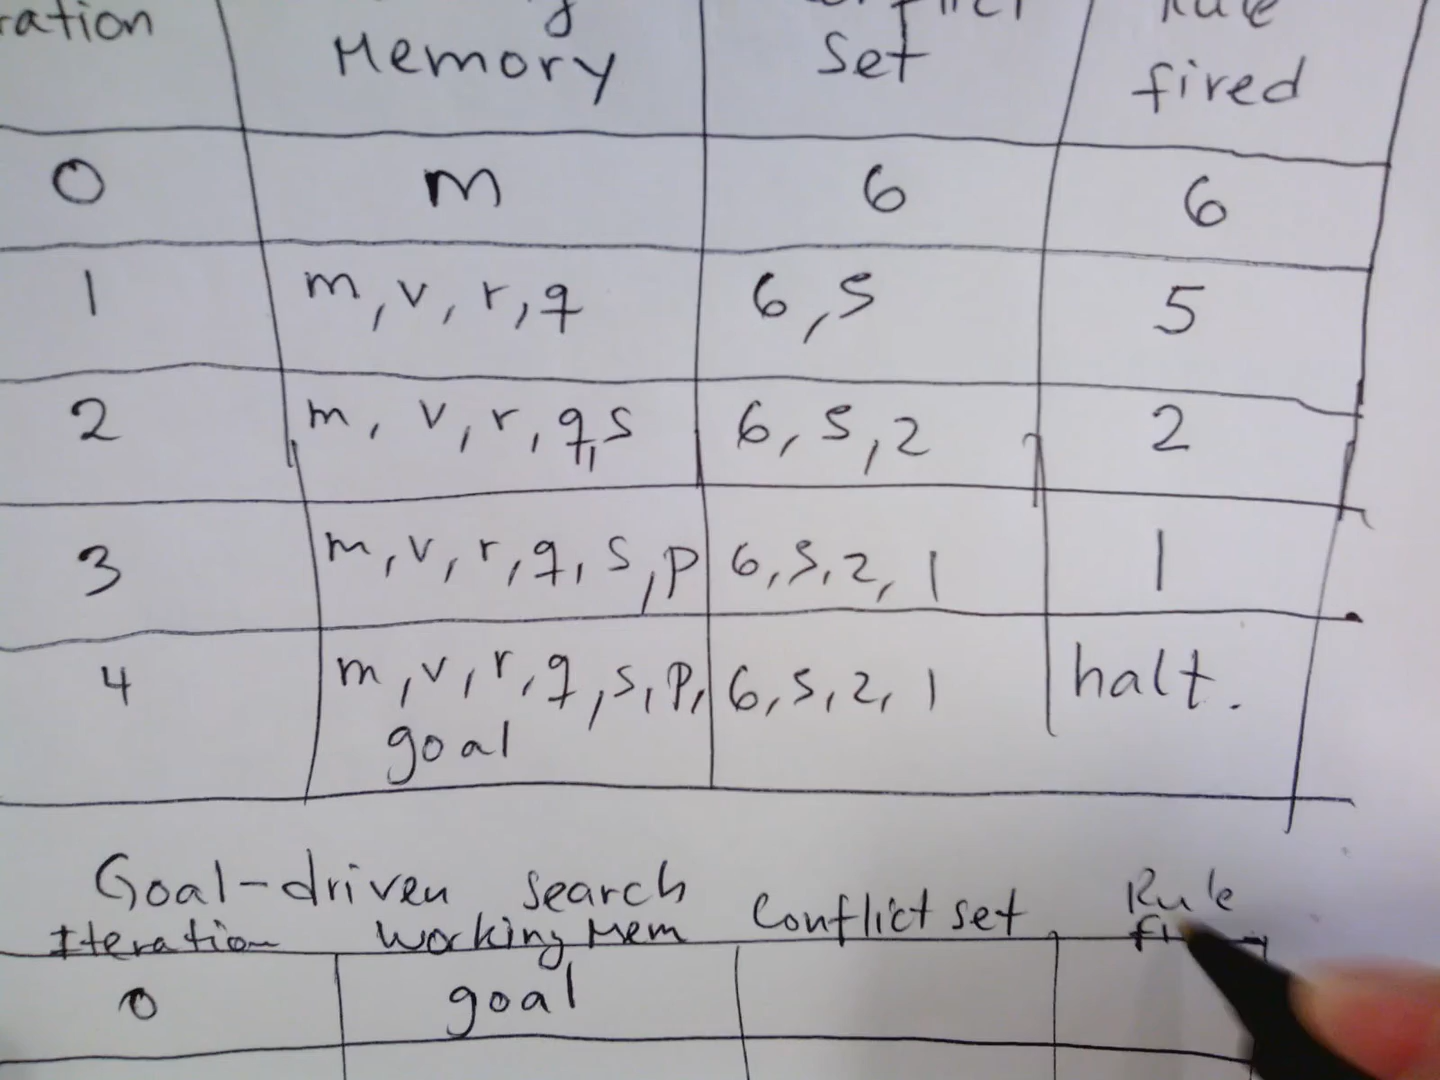 Memory Set fired
0 m 6 6
1 m, v, r, q 6, 5 5
2 m, v, r, q, s 6, 5, 2 2
3 m, v, r, q, s, p 6, 5, 2, 1 1
4 m, v, r, q, s, p, 6, 5, 2, 1 halt.
goal
Goal-driven search
Iteration Working Mem Conflict set Rule
0 goal